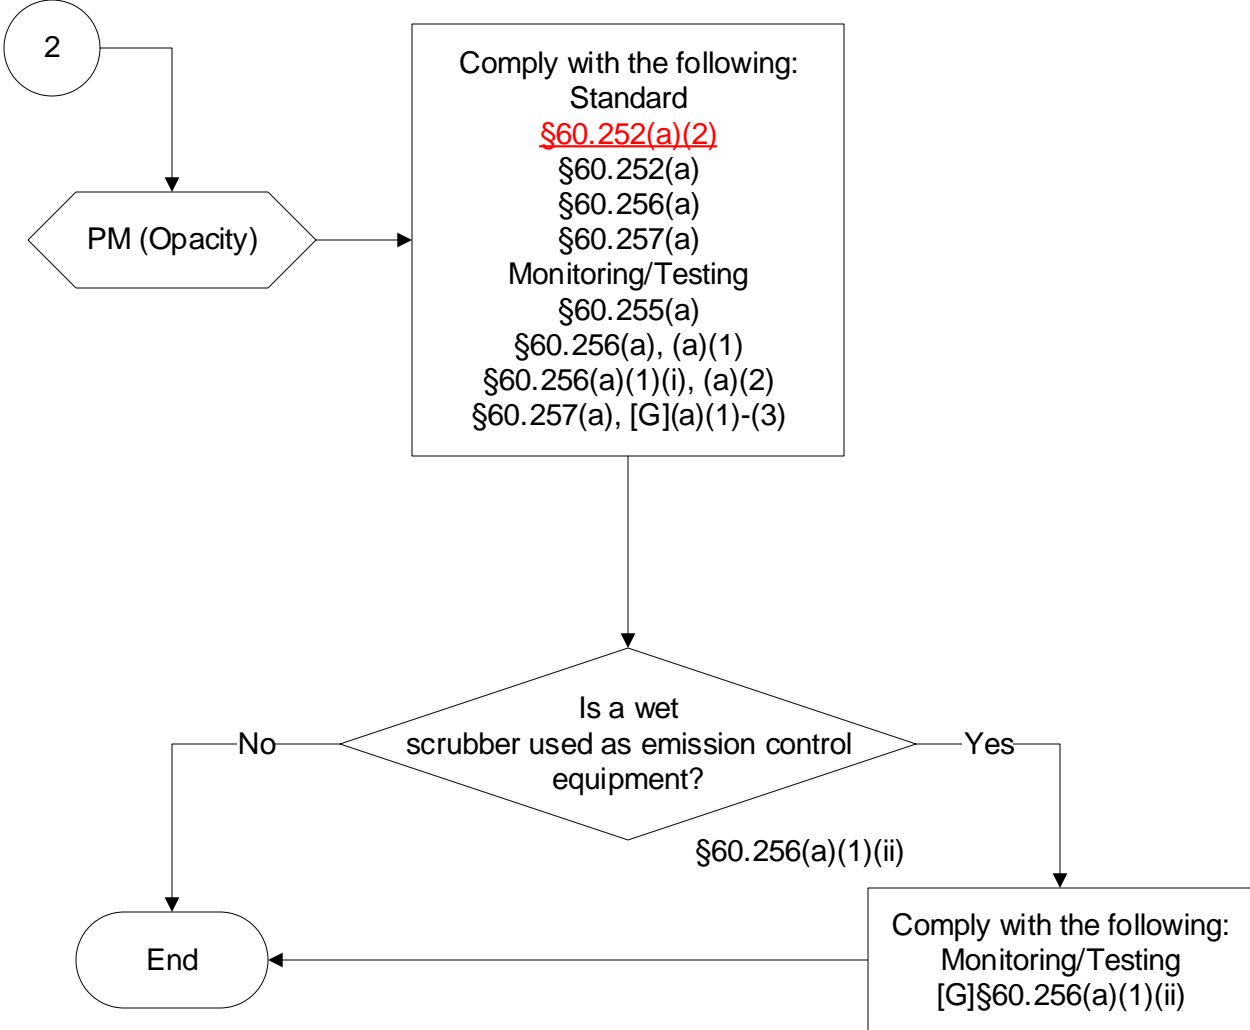 2
PM (Opacity)
Comply with the following:
Standard
§60.252(a)(2)
§60.252(a)
§60.256(a)
§60.257(a)
Monitoring/Testing
§60.255(a)
§60.256(a), (a)(1)
§60.256(a)(1)(i), (a)(2)
§60.257(a), [G](a)(1)-(3)
Is a wet
scrubber used as emission control
equipment?
No
Yes
§60.256(a)(1)(ii)
End
Comply with the following:
Monitoring/Testing
[G]§60.256(a)(1)(ii)